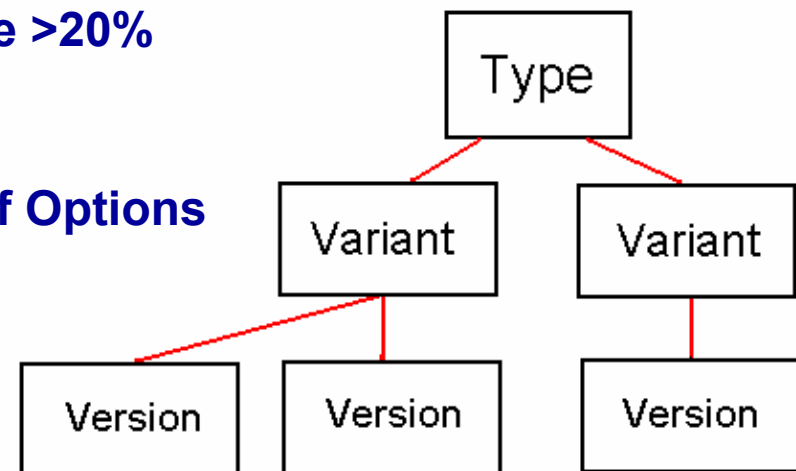 e >20%
Type
f Options
Variant Variant
Version Version Version